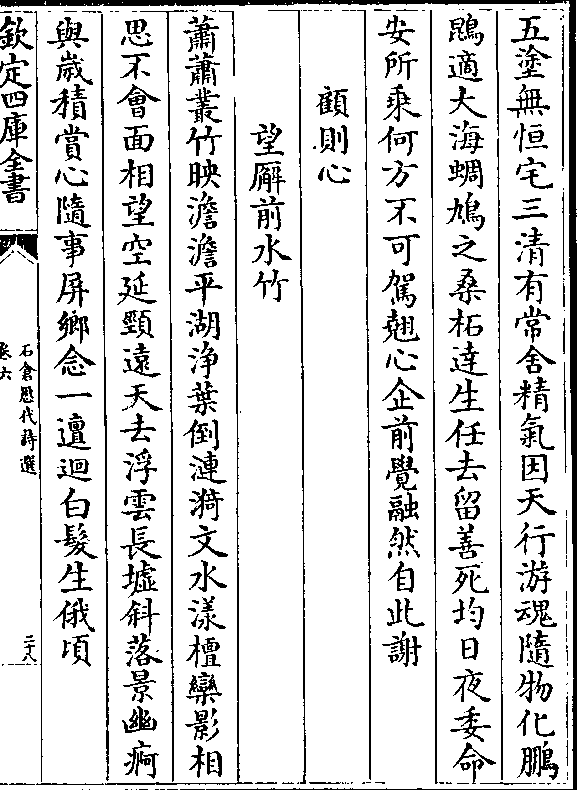 五塗無恒宅三清有常舍精氣因天行游魂隨物化鵬
鵾適大海蜩鳩之桑柘達生任去留善死均日夜委命
安所乘何方不可駕翹心企前覺融然自此謝
顧則心
望廨前水竹
蕭蕭叢竹映澹澹平湖浄葉倒漣漪文水漾檀欒影相
思不會面相望空延頸遠天去浮雲長墟斜落景幽痾
與歲積賞心隨事屏鄉念一邅迴白髮生俄頃
欽定四庫全書
石倉歷代詩選
卷六
二八